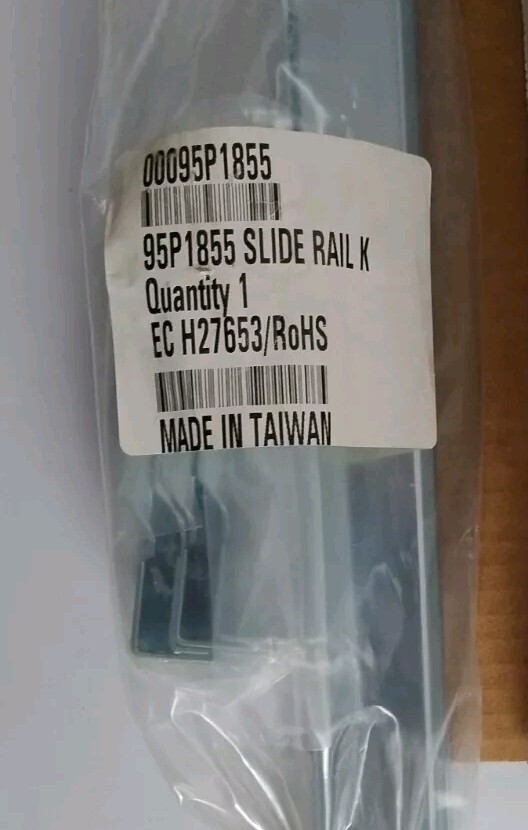 00095P1855
95P1855 SLIDE RAIL K
Quantity 1
EC H27653/RoHS
MADE IN TAIWAN